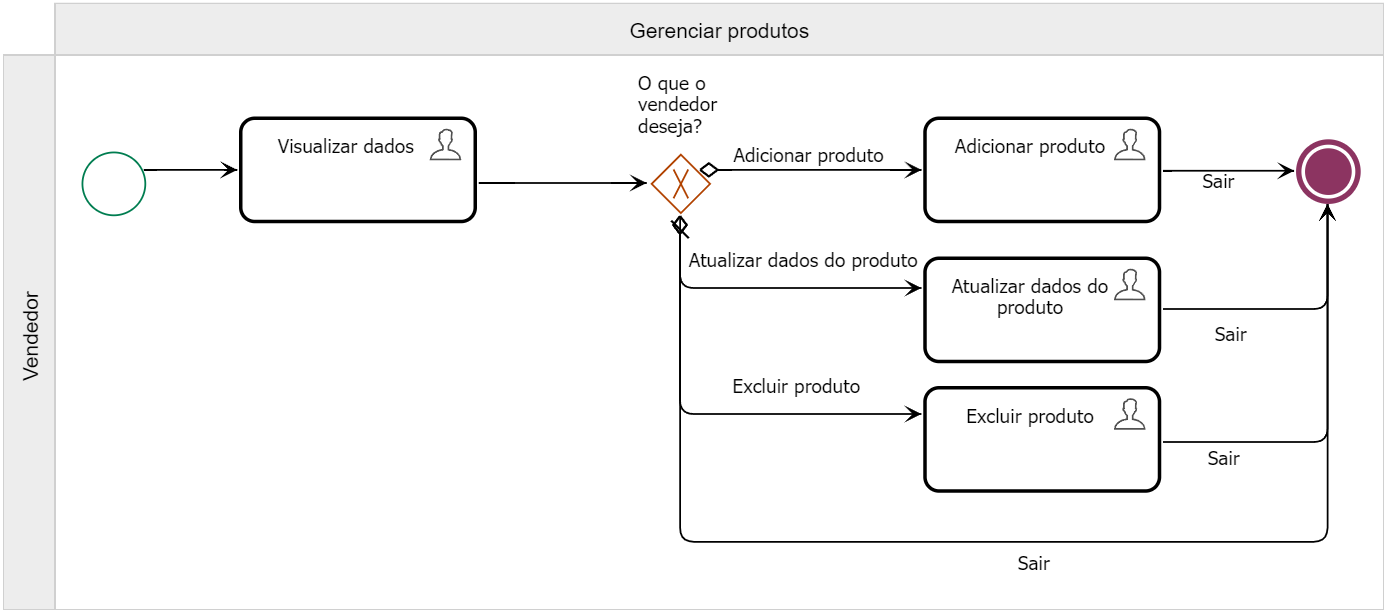 Gerenciar produtos
Vendedor
O que o
vendedor
deseja?
Visualizar dados
Adicionar produto
Adicionar produto
Sair
Atualizar dados do produto
Atualizar dados do
produto
Sair
Excluir produto
Excluir produto
Sair
Sair